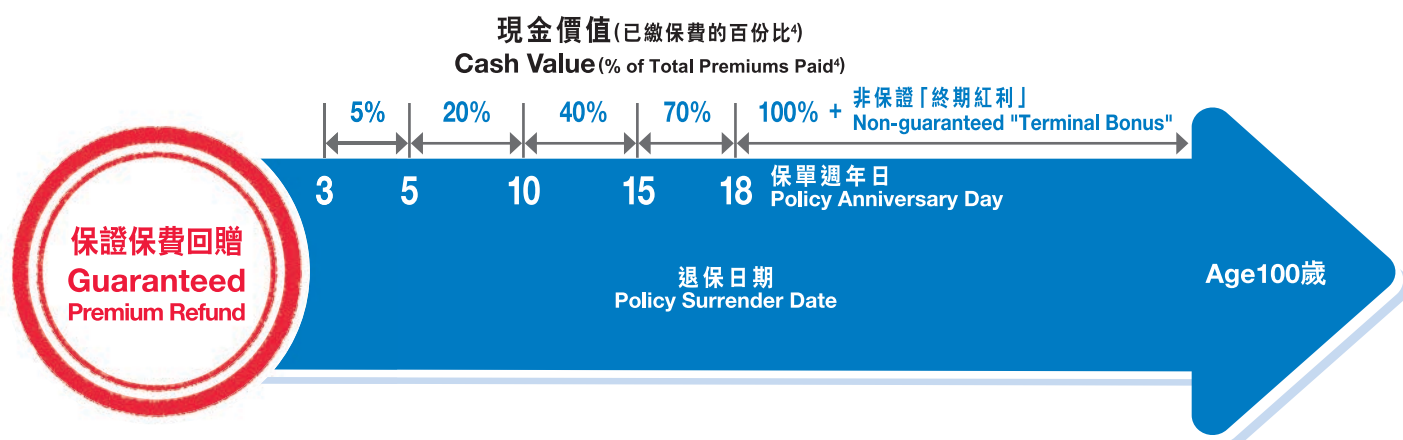 現金價值(已繳保費的百份比⁴)
Cash Value (% of Total Premiums Paid⁴)
5% 20% 40% 70% 100% + 非保證「終期紅利」
Non-guaranteed "Terminal Bonus"
3 5 10 15 18 保單週年日
Policy Anniversary Day
保證保費回贈
Guaranteed
Premium Refund
退保日期
Policy Surrender Date
Age100歲